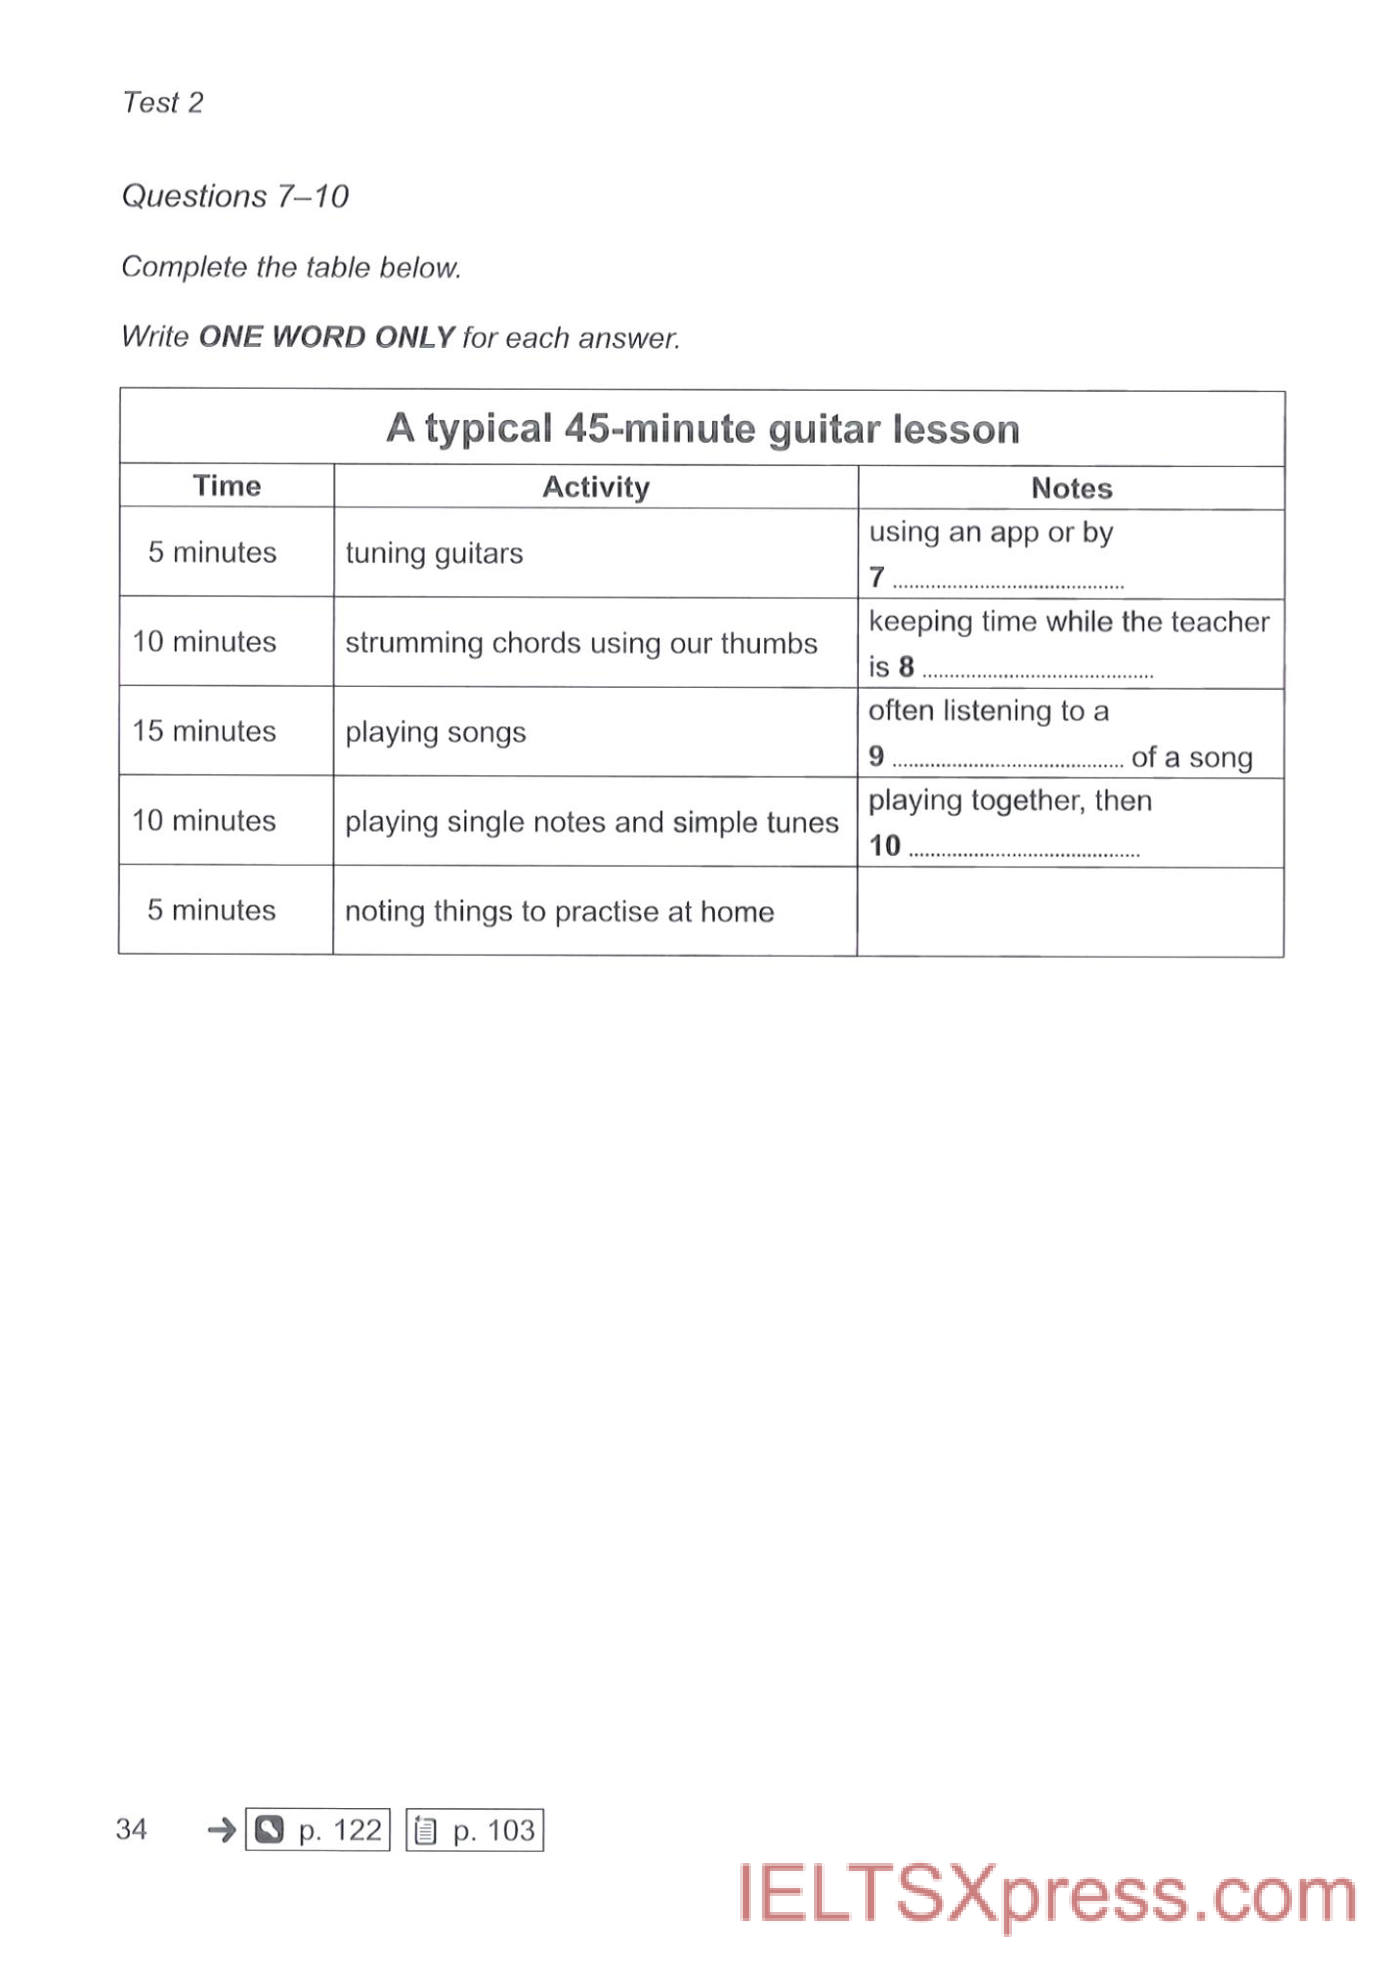 Test 2
Questions 7–10
Complete the table below.
Write ONE WORD ONLY for each answer.
A typical 45-minute guitar lesson
Time Activity Notes
5 minutes tuning guitars using an app or by
7 ........................................
10 minutes strumming chords using our thumbs keeping time while the teacher
is 8 ........................................
15 minutes playing songs often listening to a
9 ........................................ of a song
10 minutes playing single notes and simple tunes playing together, then
10 ........................................
5 minutes noting things to practise at home
34 → p. 122 p. 103
IELTSXpress.com